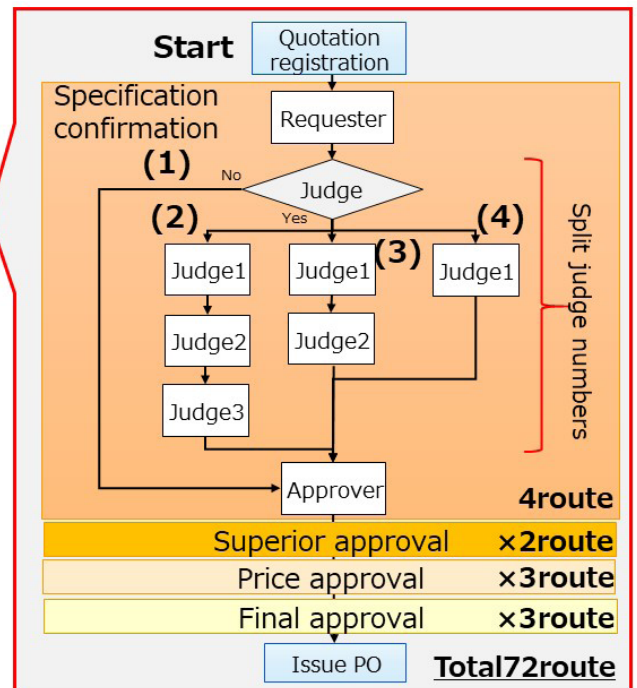 Start
Quotation
registration
Specification
confirmation
Requester
(1)
No
Judge
(2)
Yes
(3)
(4)
Judge1
Judge1
Judge1
Judge2
Judge2
Judge3
Split judge numbers
Approver
4route
Superior approval ×2route
Price approval ×3route
Final approval ×3route
Issue PO
Total72route